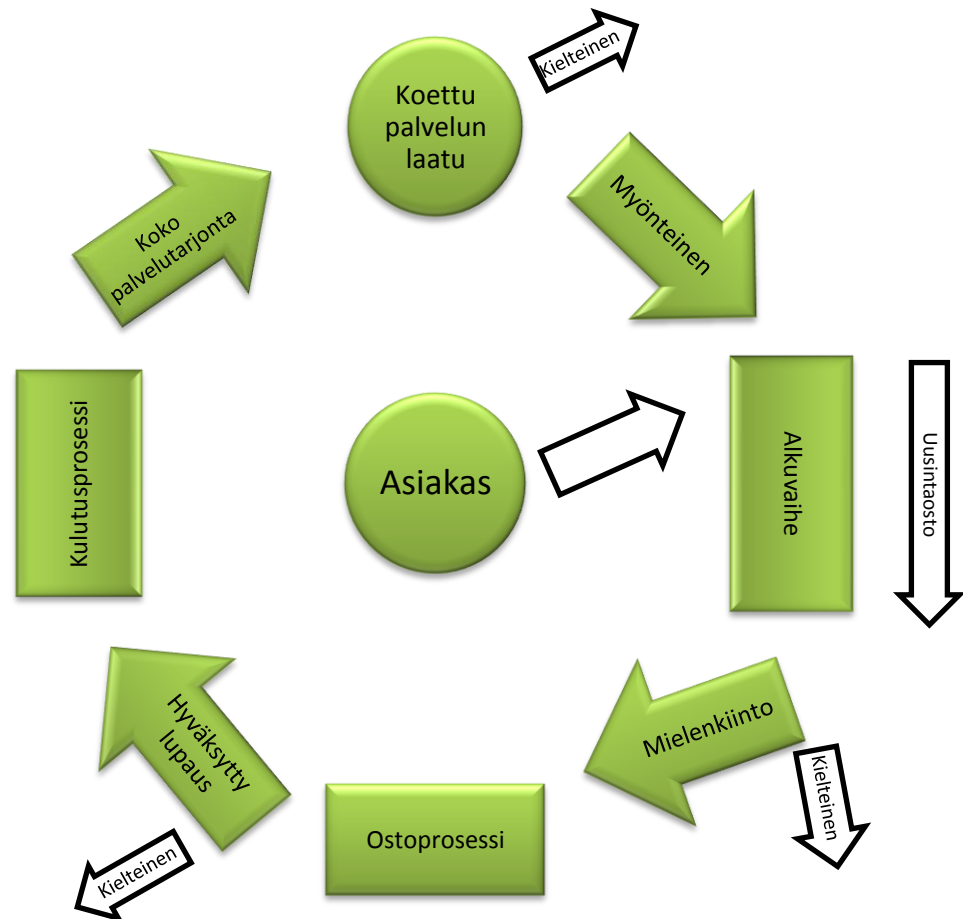 Kielteinen
Koettu
palvelun
laatu
Myönteinen
Koko
palvelutarjonta
Kulutusprosessi
Asiakas
Alkuvaihe
Uusintaosto
Mielenkiinto
Kielteinen
Hyväksytty
lupaus
Ostoprosessi
Kielteinen